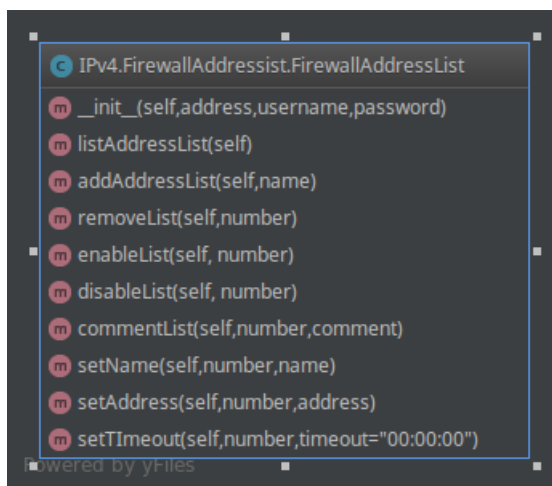 C IPv4.FirewallAddressist.FirewallAddressList
m __init__(self,address,username,password)
m listAddressList(self)
m addAddressList(self,name)
m removeList(self,number)
m enableList(self, number)
m disableList(self, number)
m commentList(self,number,comment)
m setName(self,number,name)
m setAddress(self,number,address)
m setTImeout(self,number,timeout="00:00:00")
Powered by yFiles